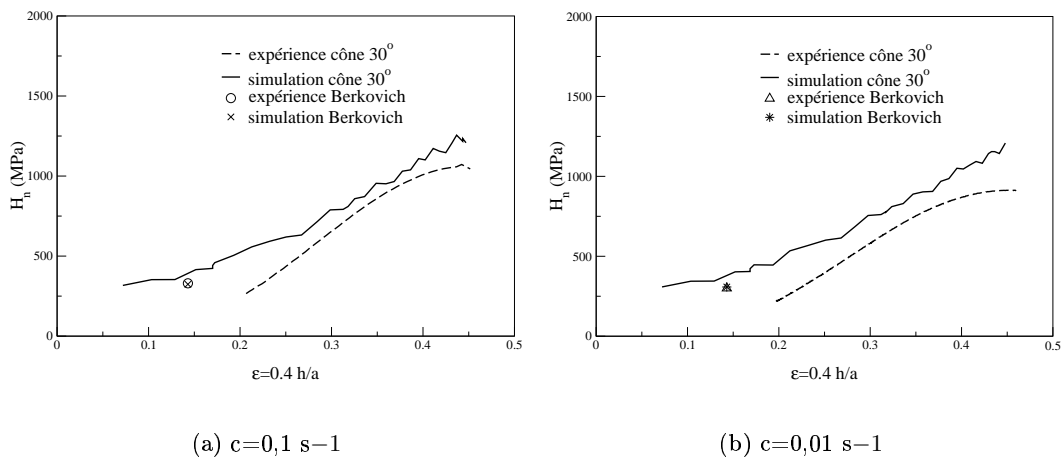 2000
1500
1000
500
0
H_n (MPa)
expérience cône 30°
simulation cône 30°
expérience Berkovich
simulation Berkovich
0 0.1 0.2 0.3 0.4 0.5
ε=0.4 h/a
(a) c=0,1 s−1
2000
1500
1000
500
0
H_n (MPa)
expérience cône 30°
simulation cône 30°
expérience Berkovich
simulation Berkovich
0 0.1 0.2 0.3 0.4 0.5
ε=0.4 h/a
(b) c=0,01 s−1